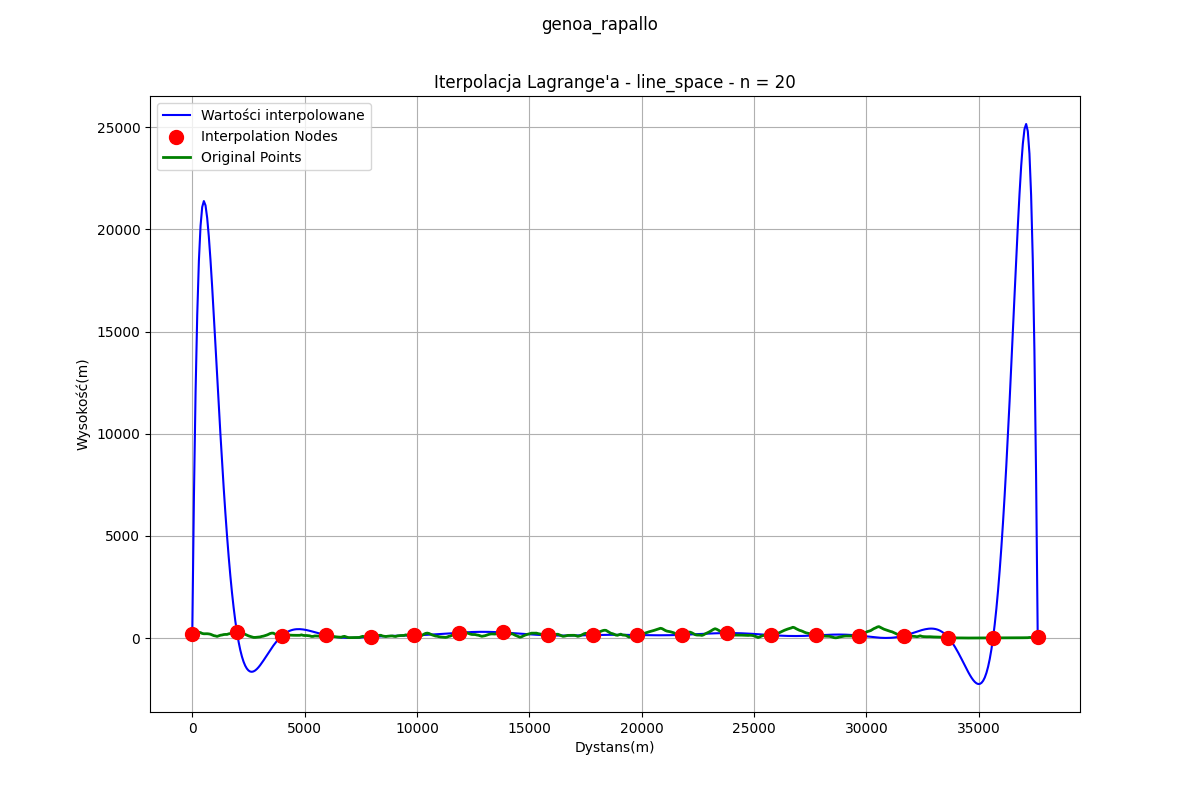 genoa_rapallo
Iterpolacja Lagrange'a - line_space - n = 20
Wartości interpolowane
Interpolation Nodes
Original Points
25000
20000
15000
10000
5000
0
Wysokość(m)
0 5000 10000 15000 20000 25000 30000 35000
Dystans(m)